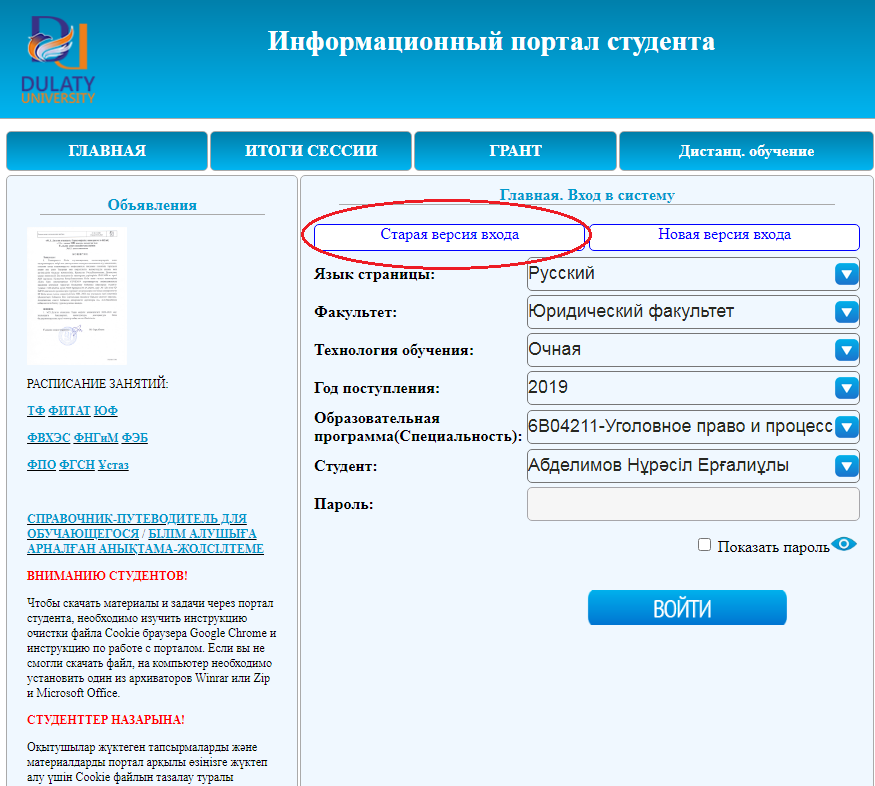 Информационный портал студента
DULATY
UNIVERSITY
ГЛАВНАЯ
ИТОГИ СЕССИИ
ГРАНТ
Дистанц. обучение
Объявления
РАСПИСАНИЕ ЗАНЯТИЙ:
ТФ ФИТАТ ЮФ
ФВХЭС ФНГиМ ФЭБ
ФПО ФГСН Ұстаз
СПРАВОЧНИК-ПУТЕВОДИТЕЛЬ ДЛЯ
ОБУЧАЮЩЕГОСЯ / БІЛІМ АЛУШЫҒА
АРНАЛҒАН АНЫҚТАМА-ЖОЛСІЛТЕМЕ
ВНИМАНИЮ СТУДЕНТОВ!
Чтобы скачать материалы и задачи через портал
студента, необходимо изучить инструкцию
очистки файла Cookie браузера Google Chrome и
инструкцию по работе с порталом. Если вы не
смогли скачать файл, на компьютер необходимо
установить один из архиваторов Winrar или Zip
и Microsoft Office.
СТУДЕНТТЕР НАЗАРЫНА!
Оқытушылар жүктеген тапсырмаларды және
материалдарды портал арқылы өзіңізге жүктеп
алу үшін Cookie файлын тазалау туралы
Главная. Вход в систему
Старая версия входа
Новая версия входа
Язык страницы:
Русский
Факультет:
Юридический факультет
Технология обучения:
Очная
Год поступления:
2019
Образовательная
программа(Специальность):
6B04211-Уголовное право и процесс
Студент:
Абделимов Нұрәсіл Ерғалиұлы
Пароль:
Показать пароль
ВОЙТИ